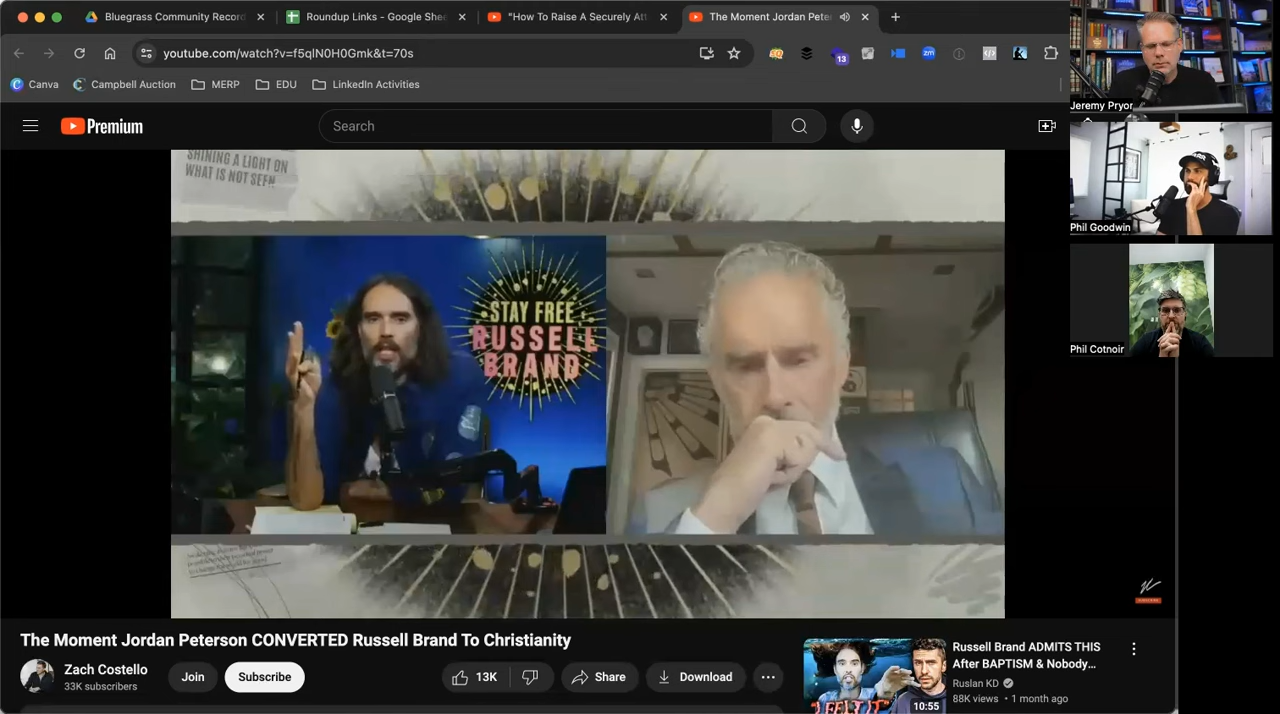 Bluegrass Community Record
Roundup Links - Google Shee
"How To Raise A Securely Att
The Moment Jordan Peter
youtube.com/watch?v=f5qlN0H0Gmk&t=70s
13
zm
Canva
Campbell Auction
MERP
EDU
LinkedIn Activities
Premium
Search
Jeremy Pryor
Phil Goodwin
Phil Cotnoir
SHINING A LIGHT ON
WHAT IS NOT SEEN
STAY FREE
RUSSELL
BRAND
The Moment Jordan Peterson CONVERTED Russell Brand To Christianity
Zach Costello
33K subscribers
Join
Subscribe
13K
Share
Download
Russell Brand ADMITS THIS
After BAPTISM & Nobody...
Ruslan KD
88K views • 1 month ago
10:55